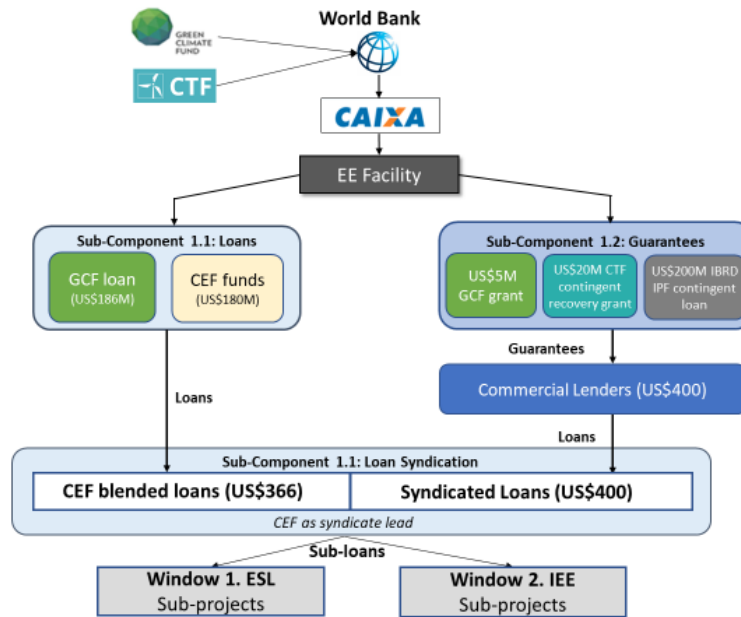 World Bank
GREEN
CLIMATE
FUND
CTF
CAIXA
EE Facility
Sub-Component 1.1: Loans
GCF loan
(US$186M)
CEF funds
(US$180M)
Sub-Component 1.2: Guarantees
US$5M
GCF grant
US$20M CTF
contingent
recovery grant
US$200M IBRD
IPF contingent
loan
Guarantees
Commercial Lenders (US$400)
Loans
Loans
Sub-Component 1.1: Loan Syndication
CEF blended loans (US$366)
Syndicated Loans (US$400)
CEF as syndicate lead
Sub-loans
Window 1. ESL
Sub-projects
Window 2. IEE
Sub-projects